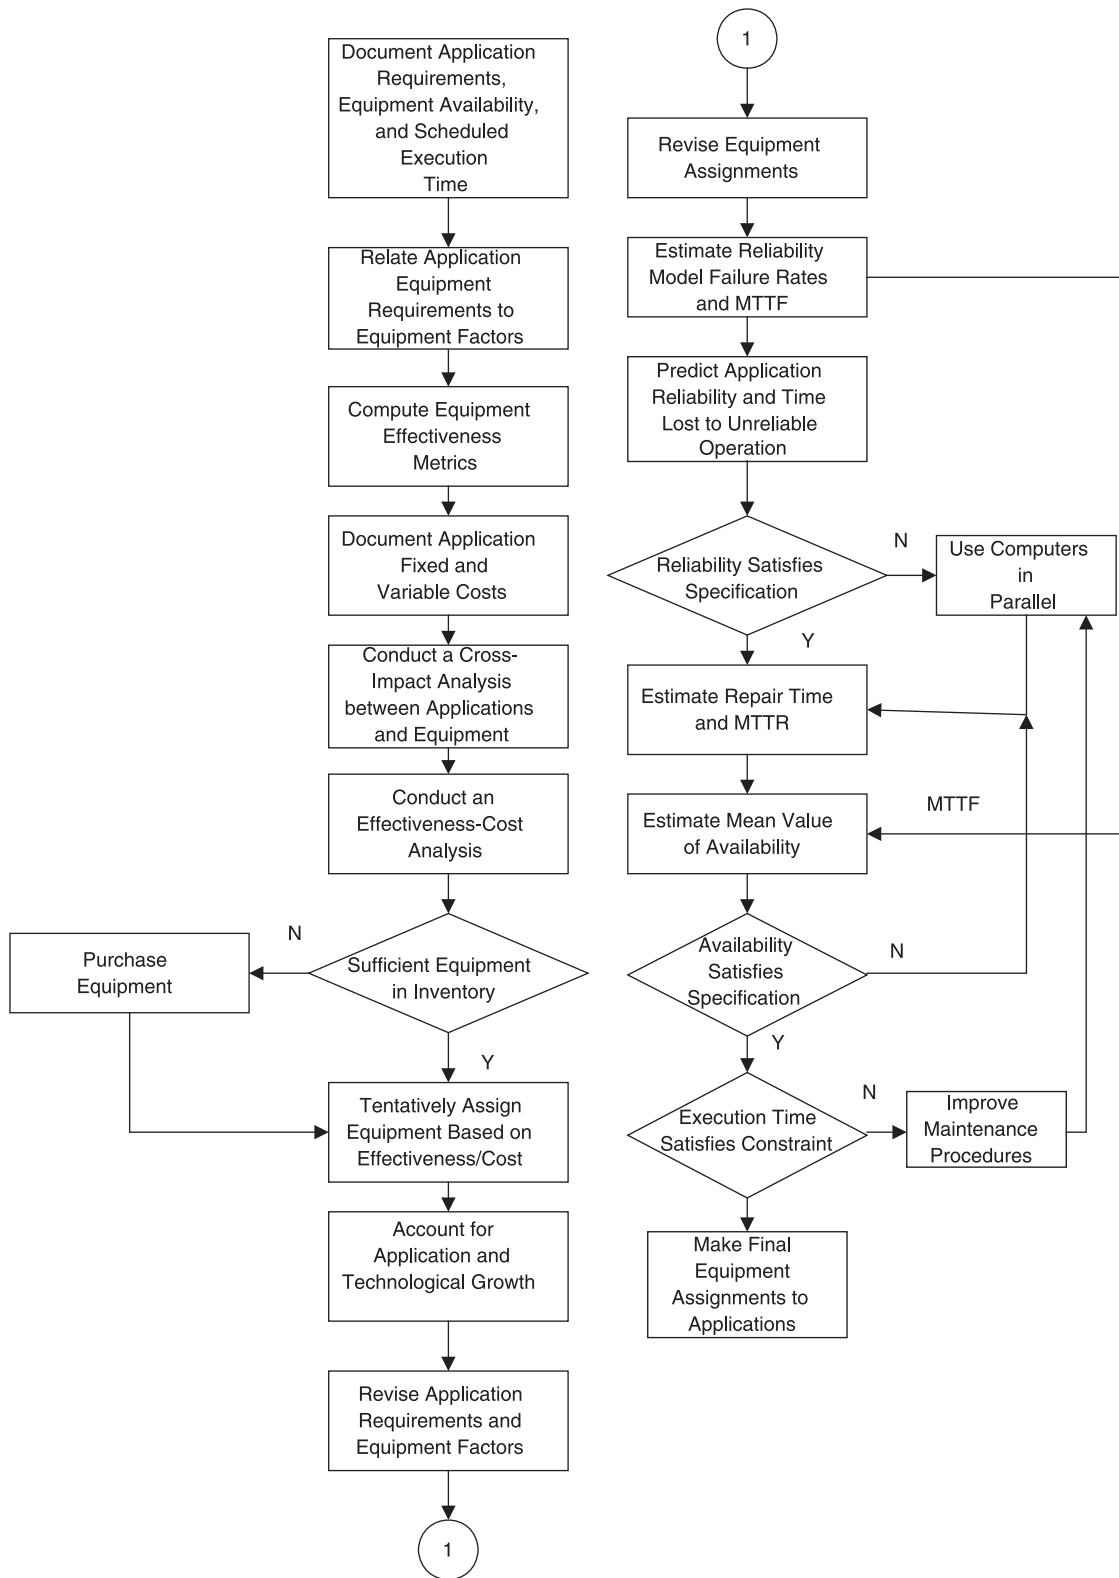 Document Application
Requirements,
Equipment Availability,
and Scheduled
Execution
Time
Relate Application
Equipment
Requirements to
Equipment Factors
Compute Equipment
Effectiveness
Metrics
Document Application
Fixed and
Variable Costs
Conduct a Cross-
Impact Analysis
between Applications
and Equipment
Conduct an
Effectiveness-Cost
Analysis
Sufficient Equipment
in Inventory
N
Purchase
Equipment
Y
Tentatively Assign
Equipment Based on
Effectiveness/Cost
Account for
Application and
Technological Growth
Revise Application
Requirements and
Equipment Factors
1
1
Revise Equipment
Assignments
Estimate Reliability
Model Failure Rates
and MTTF
Predict Application
Reliability and Time
Lost to Unreliable
Operation
Reliability Satisfies
Specification
N
Use Computers
in
Parallel
Y
Estimate Repair Time
and MTTR
MTTF
Estimate Mean Value
of Availability
Availability
Satisfies
Specification
N
Y
Execution Time
Satisfies Constraint
N
Improve
Maintenance
Procedures
Make Final
Equipment
Assignments to
Applications